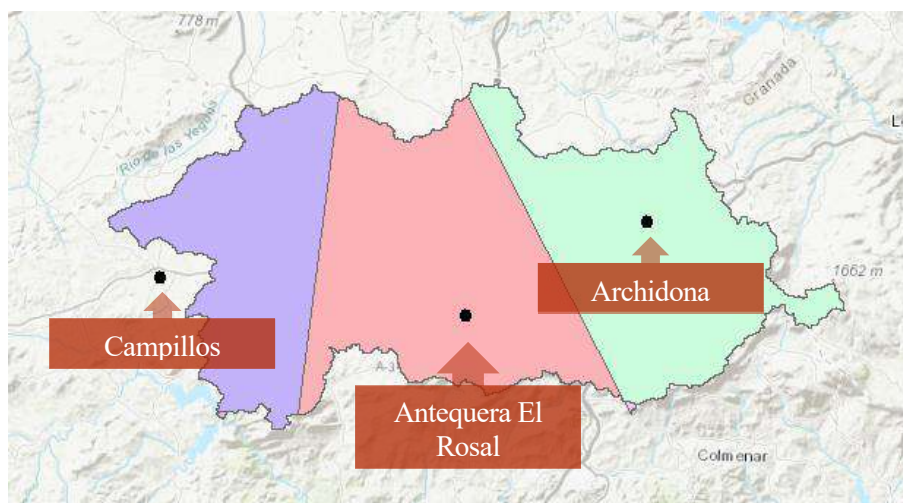 778 m
Granada
Río de las Yeguas
1662 m
Archidona
Campillos
A-3
Antequera El
Rosal
Colmenar